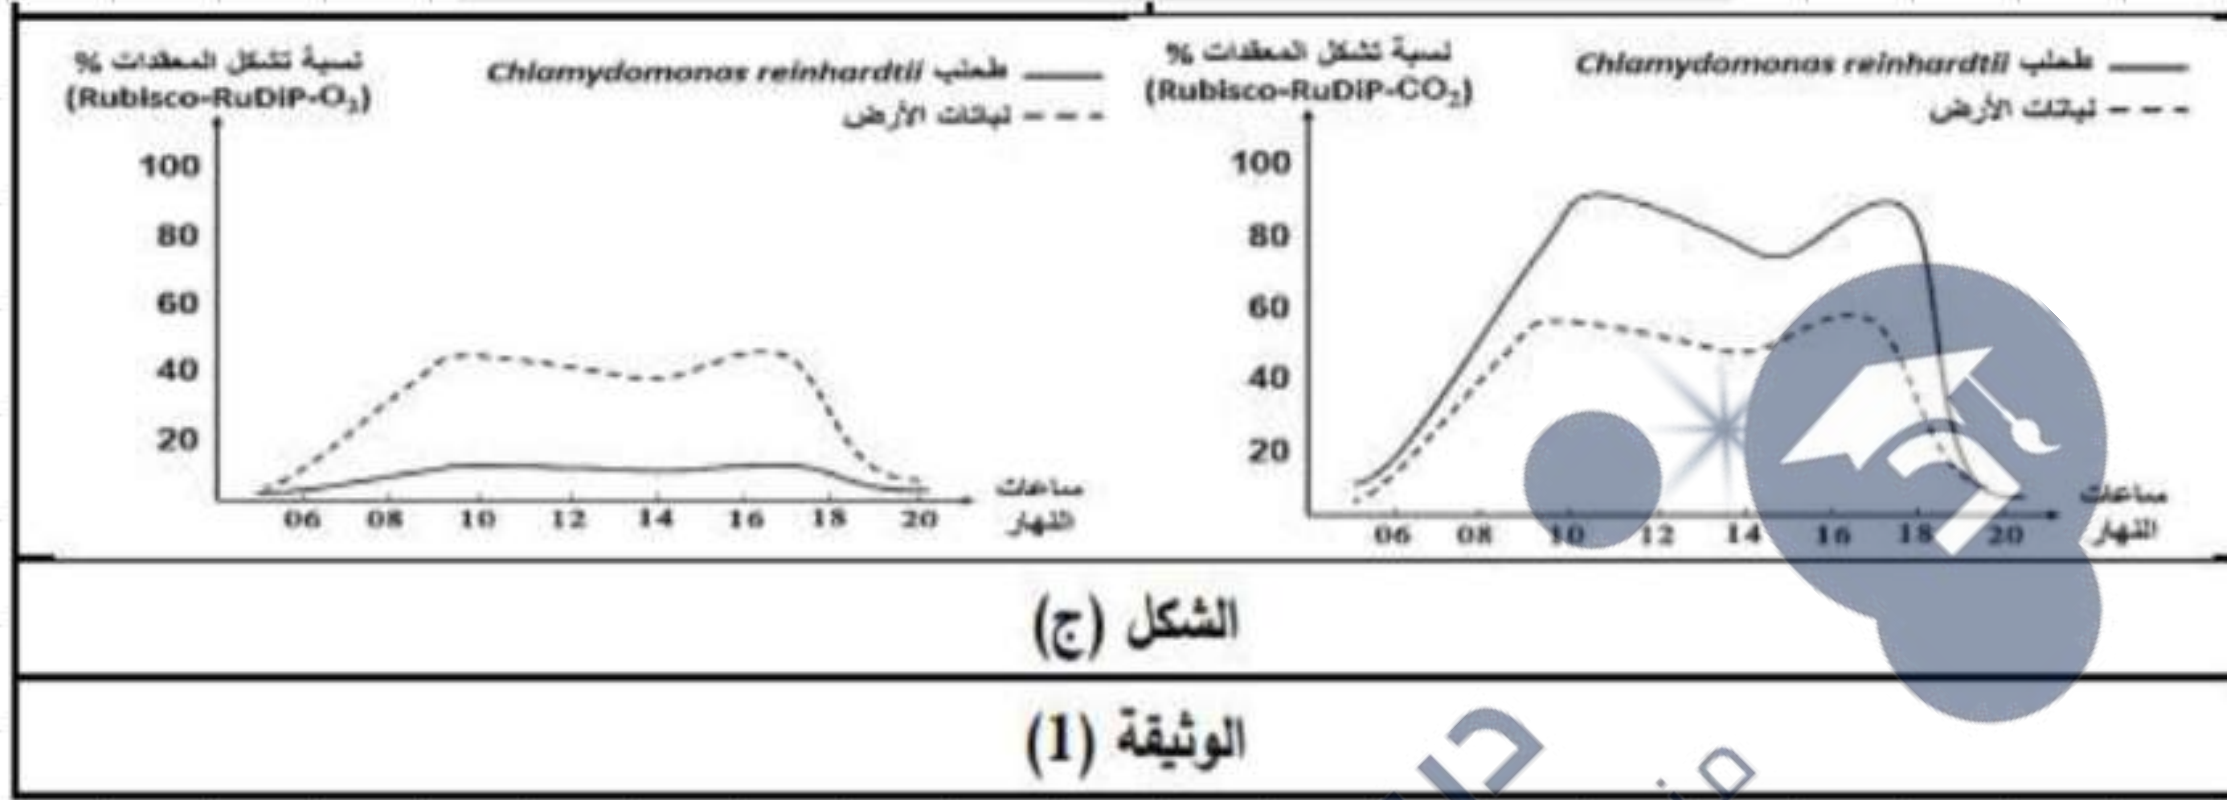 نسبة تشكل المعقدات %
(Rubisco-RuDiP-CO₂)
طحلب Chlamydomonas reinhardtii
نباتات الأرض
100
80
60
40
20
06 08 10 12 14 16 18 20
ساعات
النهار
نسبة تشكل المعقدات %
(Rubisco-RuDiP-O₂)
طحلب Chlamydomonas reinhardtii
نباتات الأرض
100
80
60
40
20
06 08 10 12 14 16 18 20
ساعات
النهار
الشكل (ج)
الوثيقة (1)